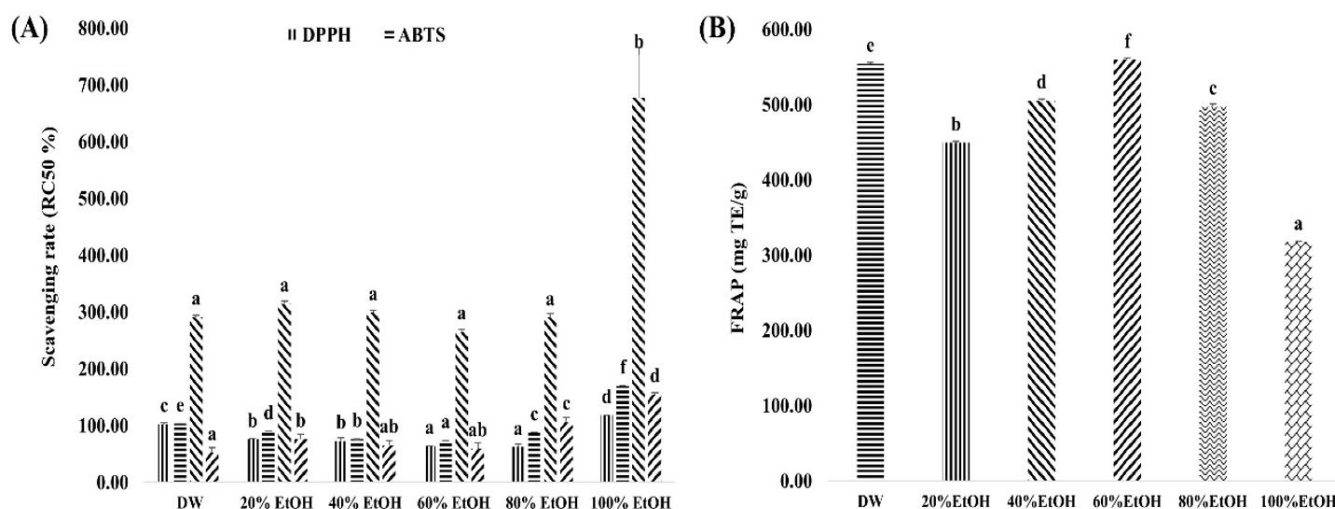 (A)
800.00
700.00
600.00
500.00
400.00
300.00
200.00
100.00
0.00
Scavenging rate (RC50 %)
DPPH ABTS
c e a a
b d a b
b b a ab
a a a ab
a c a c
d f b d
DW 20% EtOH 40% EtOH 60% EtOH 80% EtOH 100% EtOH
(B)
600.00
500.00
400.00
300.00
200.00
100.00
0.00
FRAP (mg TE/g)
e b d f c a
DW 20%EtOH 40%EtOH 60%EtOH 80%EtOH 100%EtOH